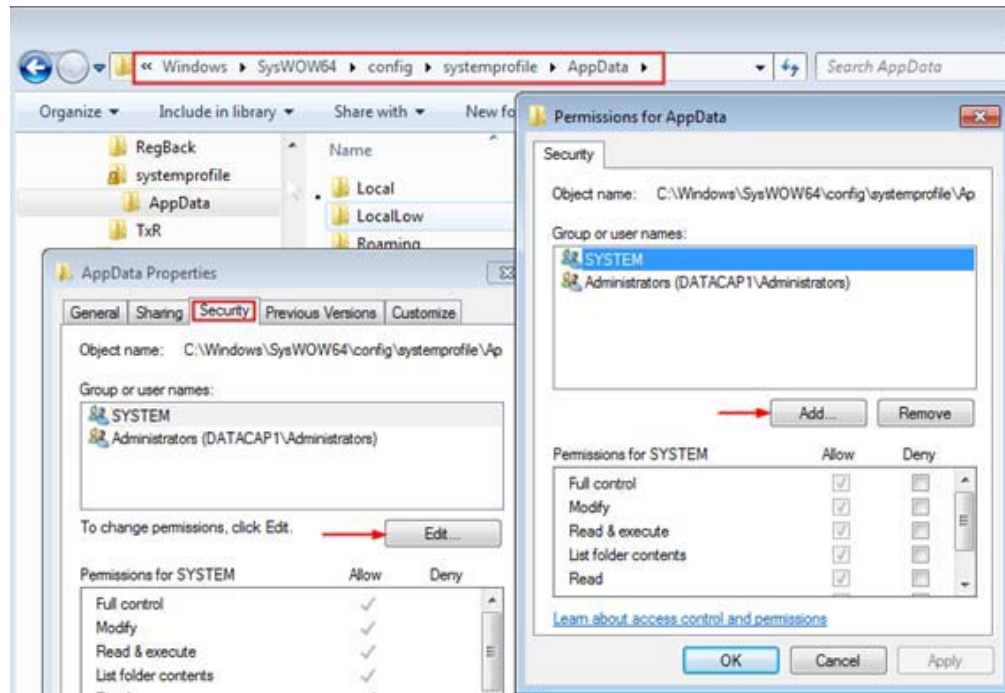 « Windows ▸ SysWOW64 ▸ config ▸ systemprofile ▸ AppData ▸
Search AppData
Organize ▾ Include in library ▾ Share with ▾ New fo
RegBack
systemprofile
AppData
TxR
Name
Local
LocalLow
Roaming
AppData Properties
General Sharing Security Previous Versions Customize
Object name: C:\Windows\SysWOW64\config\systemprofile\Ap
Group or user names:
SYSTEM
Administrators (DATACAP1\Administrators)
To change permissions, click Edit.
Edit...
Permissions for SYSTEM Allow Deny
Full control
Modify
Read & execute
List folder contents
Permissions for AppData
Security
Object name: C:\Windows\SysWOW64\config\systemprofile\Ap
Group or user names:
SYSTEM
Administrators (DATACAP1\Administrators)
Add... Remove
Permissions for SYSTEM Allow Deny
Full control
Modify
Read & execute
List folder contents
Read
Learn about access control and permissions
OK Cancel Apply